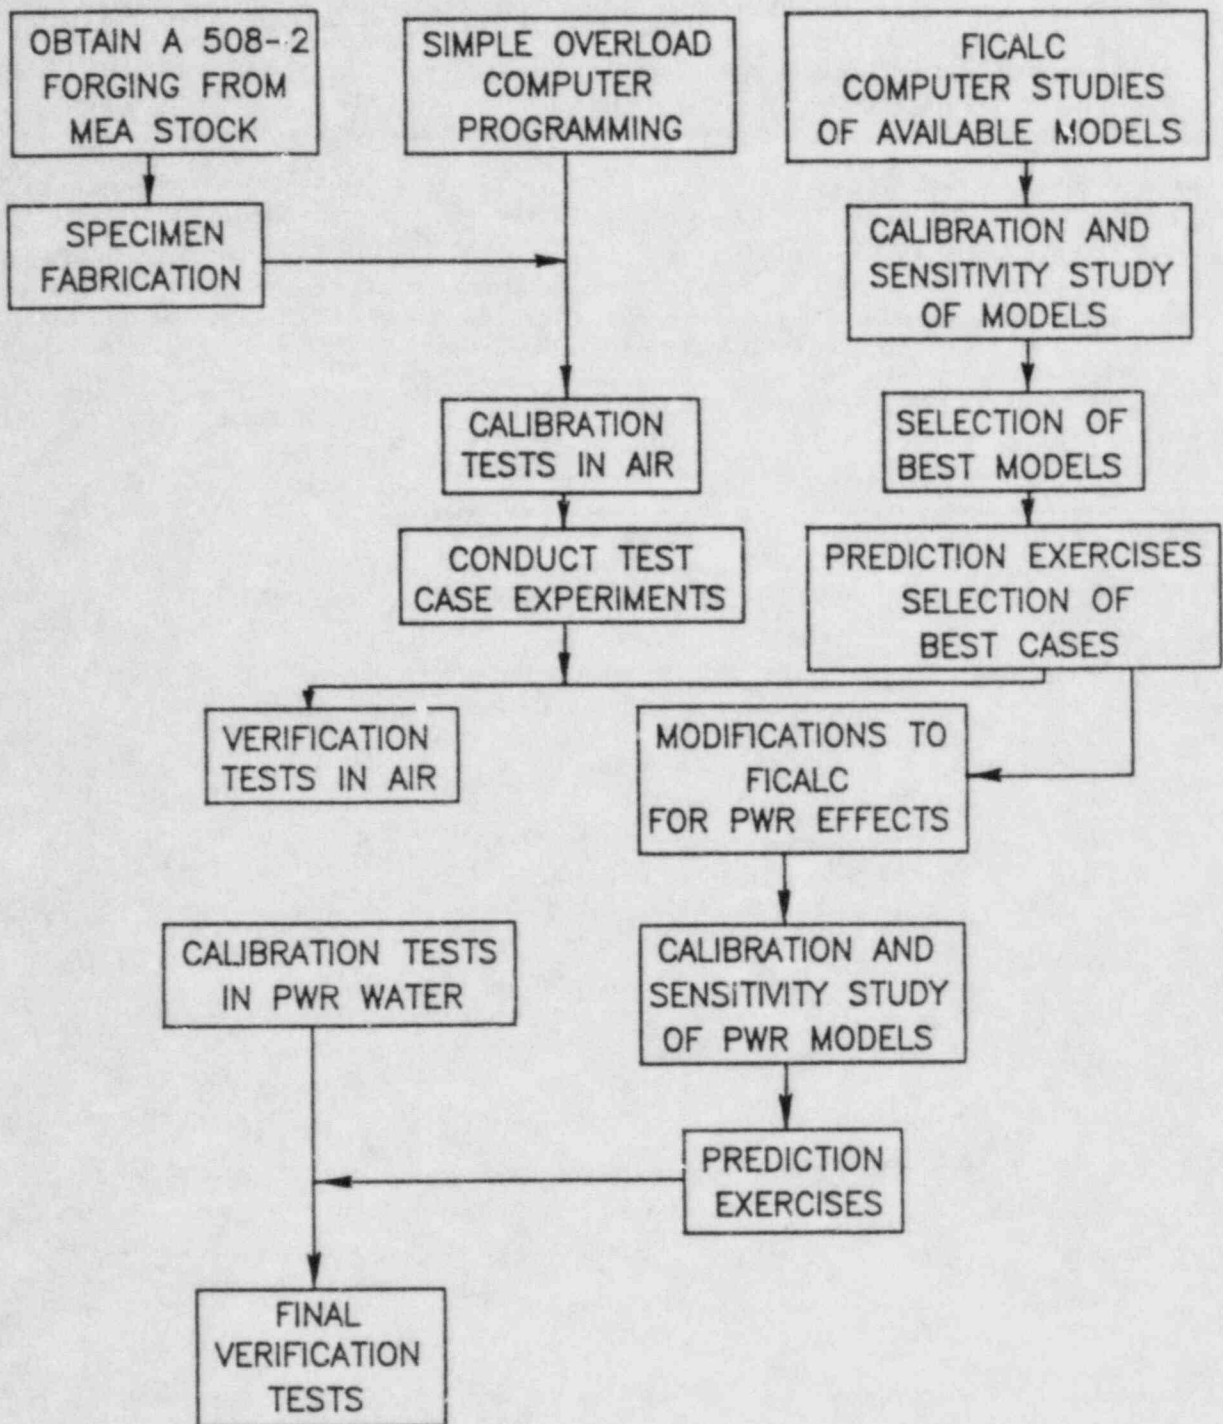 OBTAIN A 508-2
FORGING FROM
MEA STOCK
SIMPLE OVERLOAD
COMPUTER
PROGRAMMING
FICALC
COMPUTER STUDIES
OF AVAILABLE MODELS
SPECIMEN
FABRICATION
CALIBRATION AND
SENSITIVITY STUDY
OF MODELS
CALIBRATION
TESTS IN AIR
SELECTION OF
BEST MODELS
CONDUCT TEST
CASE EXPERIMENTS
PREDICTION EXERCISES
SELECTION OF
BEST CASES
VERIFICATION
TESTS IN AIR
MODIFICATIONS TO
FICALC
FOR PWR EFFECTS
CALIBRATION TESTS
IN PWR WATER
CALIBRATION AND
SENSITIVITY STUDY
OF PWR MODELS
PREDICTION
EXERCISES
FINAL
VERIFICATION
TESTS